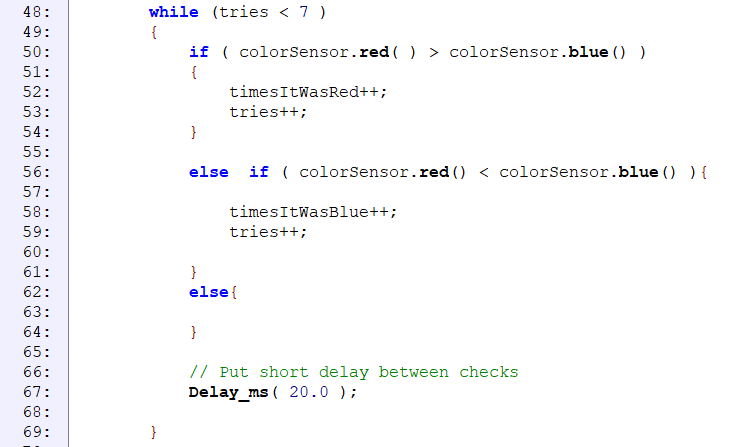 48:        while (tries < 7 )
49:        {
50:            if ( colorSensor.red( ) > colorSensor.blue() )
51:            {
52:                timesItWasRed++;
53:                tries++;
54:            }
55:
56:            else  if ( colorSensor.red() < colorSensor.blue() ){
57:
58:                timesItWasBlue++;
59:                tries++;
60:
61:            }
62:            else{
63:
64:            }
65:
66:            // Put short delay between checks
67:            Delay_ms( 20.0 );
68:
69:        }